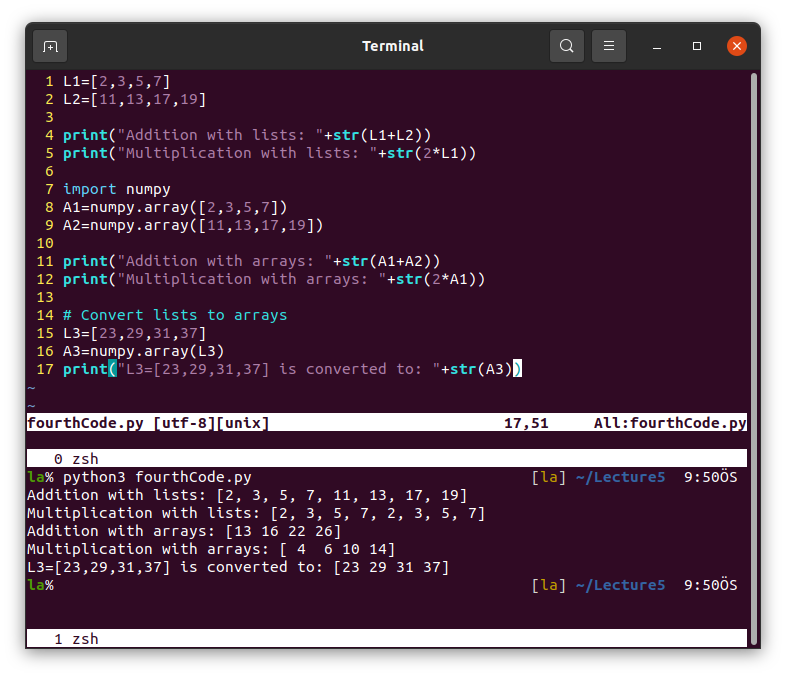 Terminal
1 L1=[2,3,5,7]
2 L2=[11,13,17,19]
3
4 print("Addition with lists: "+str(L1+L2))
5 print("Multiplication with lists: "+str(2*L1))
6
7 import numpy
8 A1=numpy.array([2,3,5,7])
9 A2=numpy.array([11,13,17,19])
10
11 print("Addition with arrays: "+str(A1+A2))
12 print("Multiplication with arrays: "+str(2*A1))
13
14 # Convert lists to arrays
15 L3=[23,29,31,37]
16 A3=numpy.array(L3)
17 print("L3=[23,29,31,37] is converted to: "+str(A3))
~
~
fourthCode.py [utf-8][unix] 17,51 All:fourthCode.py
0 zsh
la% python3 fourthCode.py [la] ~/Lecture5 9:50ÖS
Addition with lists: [2, 3, 5, 7, 11, 13, 17, 19]
Multiplication with lists: [2, 3, 5, 7, 2, 3, 5, 7]
Addition with arrays: [13 16 22 26]
Multiplication with arrays: [ 4  6 10 14]
L3=[23,29,31,37] is converted to: [23 29 31 37]
la% [la] ~/Lecture5 9:50ÖS
1 zsh